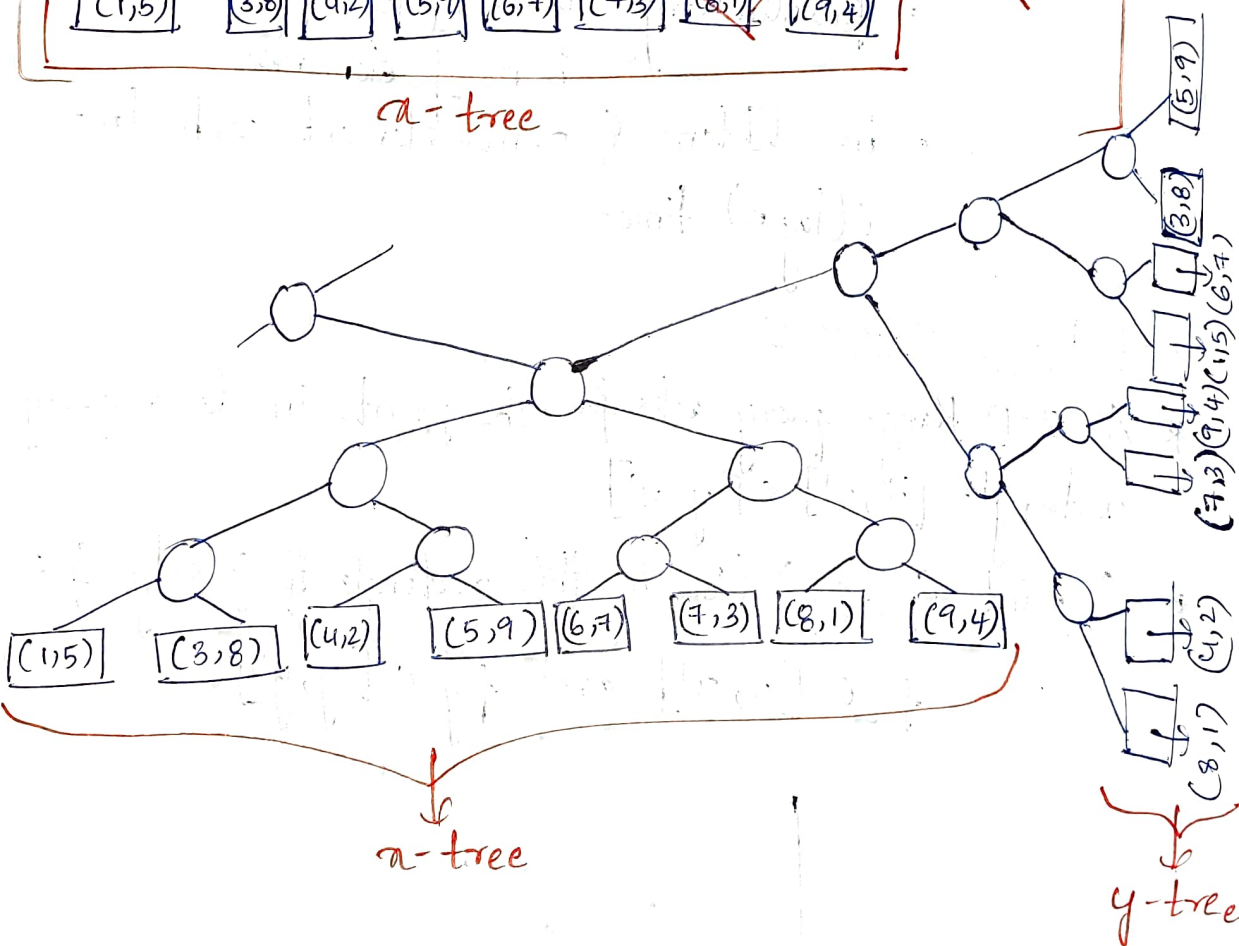 (1,5) (3,8) (4,2) (5,9) (6,7) (7,3) (8,1) (9,4)
x-tree
(5,9)
(3,8)
(6,7)
(1,5)
(9,4)
(7,3)
(1,5) (3,8) (4,2) (5,9) (6,7) (7,3) (8,1) (9,4)
(4,2)
(8,1)
x-tree
y-tree